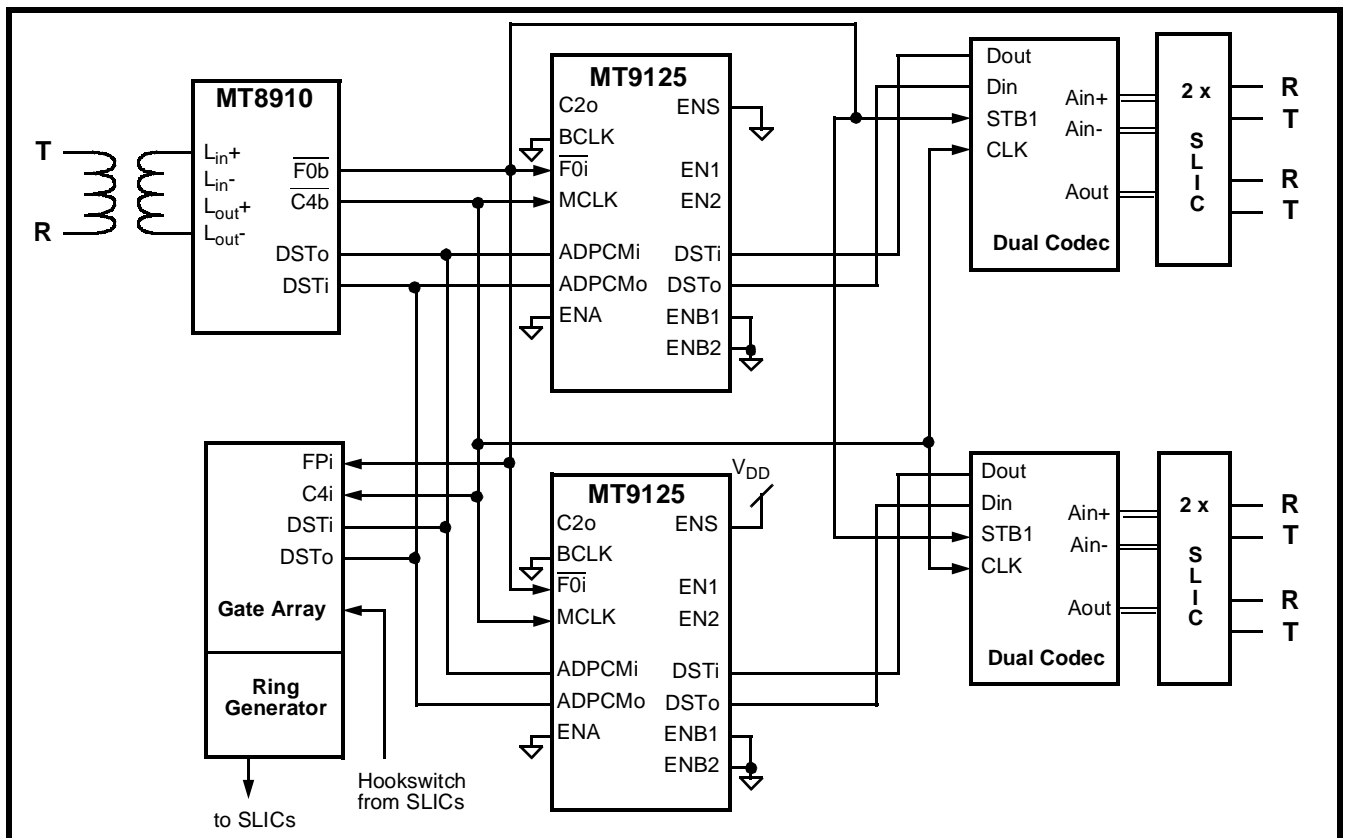 MT8910
T
R
Lin+
Lin-
Lout+
Lout-
F0b
C4b
DSTo
DSTi
MT9125
C2o
BCLK
F0i
MCLK
ADPCMi
ADPCMo
ENA
ENS
EN1
EN2
DSTi
DSTo
ENB1
ENB2
Dout
Din
STB1
CLK
Ain+
Ain-
Aout
Dual Codec
2 x
S
L
I
C
R
T
R
T
FPi
C4i
DSTi
DSTo
Gate Array
Ring
Generator
to SLICs
Hookswitch
from SLICs
MT9125
VDD
C2o
BCLK
F0i
MCLK
ADPCMi
ADPCMo
ENA
ENS
EN1
EN2
DSTi
DSTo
ENB1
ENB2
Dout
Din
STB1
CLK
Ain+
Ain-
Aout
Dual Codec
2 x
S
L
I
C
R
T
R
T